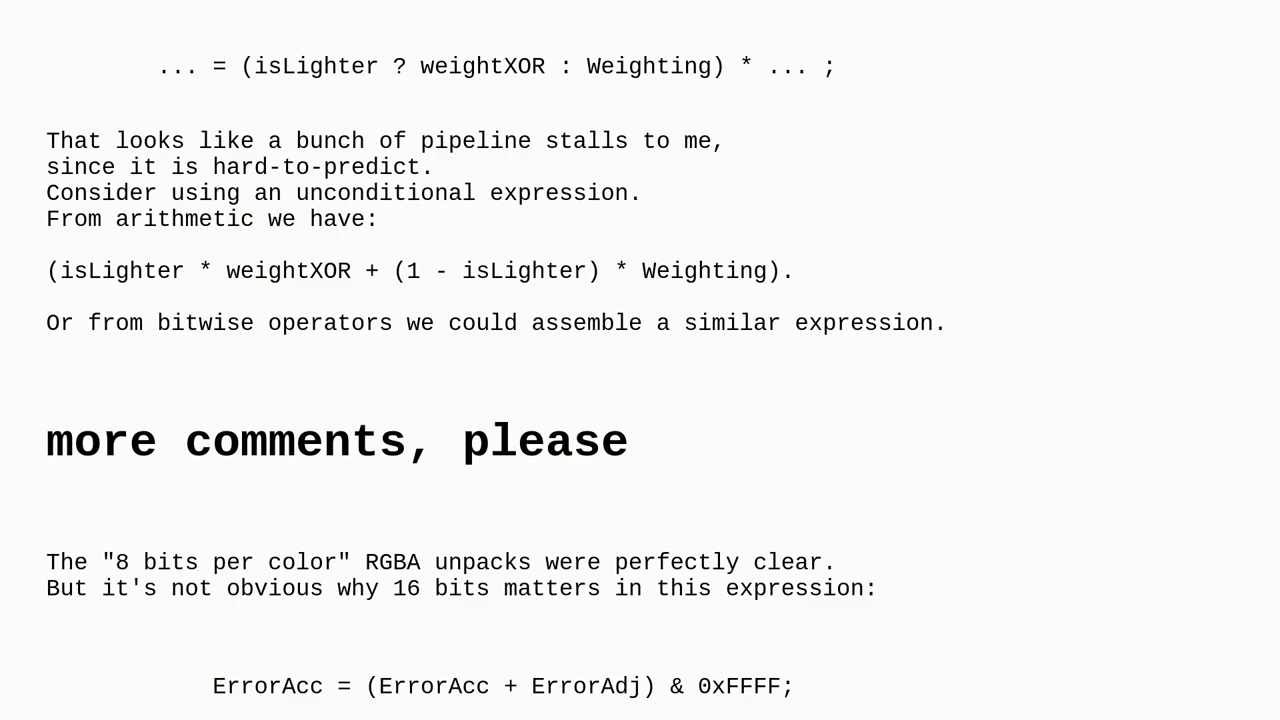 ... = (isLighter ? weightXOR : Weighting) * ... ;
That looks like a bunch of pipeline stalls to me,
since it is hard-to-predict.
Consider using an unconditional expression.
From arithmetic we have:
(isLighter * weightXOR + (1 - isLighter) * Weighting).
Or from bitwise operators we could assemble a similar expression.
more comments, please
The "8 bits per color" RGBA unpacks were perfectly clear.
But it's not obvious why 16 bits matters in this expression:
ErrorAcc = (ErrorAcc + ErrorAdj) & 0xFFFF;